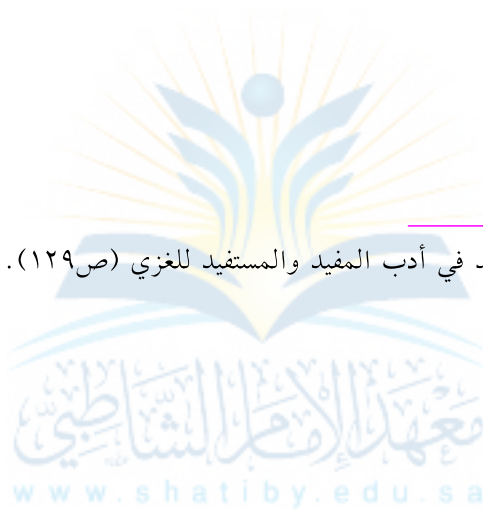 د في أدب المفيد والمستفيد للغزي (ص١٢٩).
معهد الإمام الشاطبي
www.shatiby.edu.sa